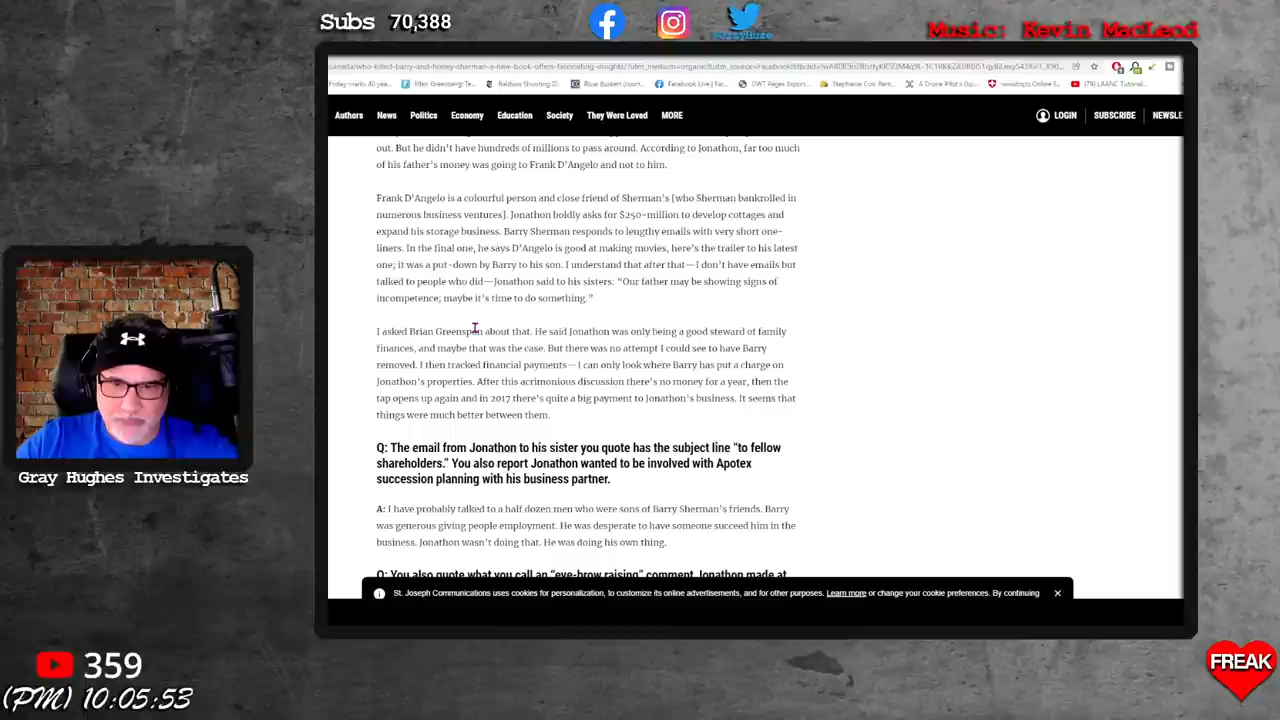 Subs 70,388
Music: Kevin MacLeod
Authors News Politics Economy Education Society They Were Loved MORE LOGIN SUBSCRIBE NEWSLE
out. But he didn't have hundreds of millions to pass around. According to Jonathon, far too much
of his father's money was going to Frank D'Angelo and not to him.
Frank D'Angelo is a colourful person and close friend of Sherman's [who Sherman bankrolled in
numerous business ventures]. Jonathon boldly asks for $250-million to develop cottages and
expand his storage business. Barry Sherman responds to lengthy emails with very short one-
liners. In the final one, he says D'Angelo is good at making movies, here's the trailer to his latest
one; it was a put-down by Barry to his son. I understand that after that—I don't have emails but
talked to people who did—Jonathon said to his sisters: "Our father may be showing signs of
incompetence; maybe it's time to do something."
I asked Brian Greenspan about that. He said Jonathon was only being a good steward of family
finances, and maybe that was the case. But there was no attempt I could see to have Barry
removed. I then tracked financial payments—I can only look where Barry has put a charge on
Jonathon's properties. After this acrimonious discussion there's no money for a year, then the
tap opens up again and in 2017 there's quite a big payment to Jonathon's business. It seems that
things were much better between them.
Q: The email from Jonathon to his sister you quote has the subject line "to fellow
shareholders." You also report Jonathon wanted to be involved with Apotex
succession planning with his business partner.
A: I have probably talked to a half dozen men who were sons of Barry Sherman's friends. Barry
was generous giving people employment. He was desperate to have someone succeed him in the
business. Jonathon wasn't doing that. He was doing his own thing.
Q: You also quote what you call an "eye-brow raising" comment Jonathon made at
St. Joseph Communications uses cookies for personalization, to customize its online advertisements, and for other purposes. Learn more or change your cookie preferences. By continuing
Gray Hughes Investigates
359
(PM) 10:05:53
FREAK